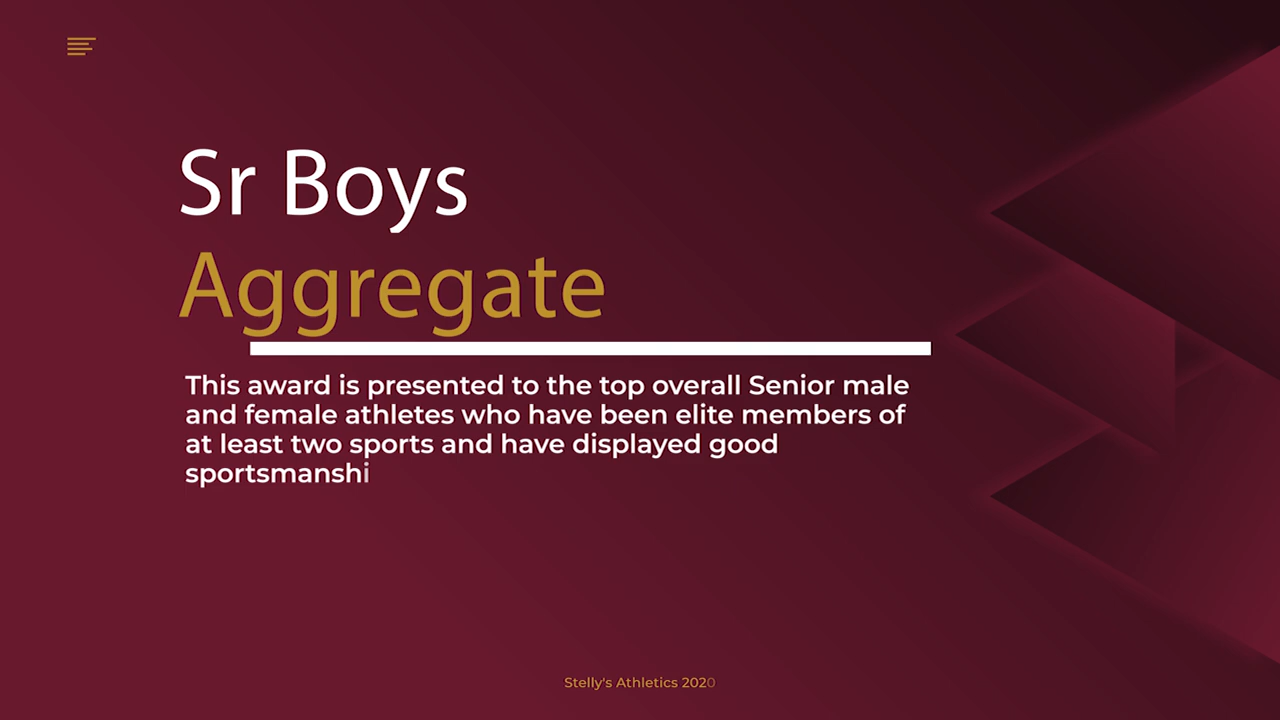 Sr Boys
Aggregate
This award is presented to the top overall Senior male
and female athletes who have been elite members of
at least two sports and have displayed good
sportsmanshi
Stelly's Athletics 2020